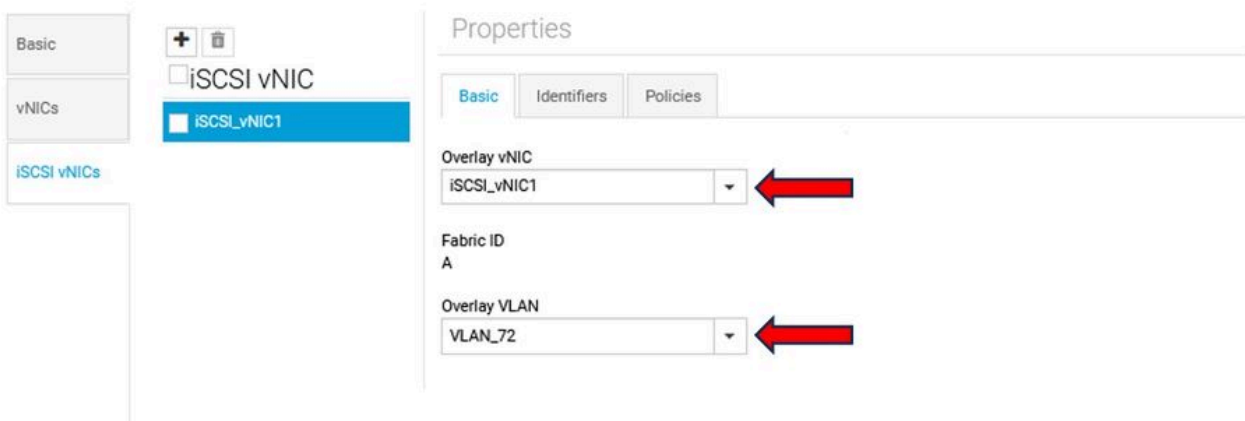 Basic
vNICs
iSCSI vNICs
iSCSI vNIC
iSCSI_vNIC1
Properties
Basic Identifiers Policies
Overlay vNIC
iSCSI_vNIC1
Fabric ID
A
Overlay VLAN
VLAN_72